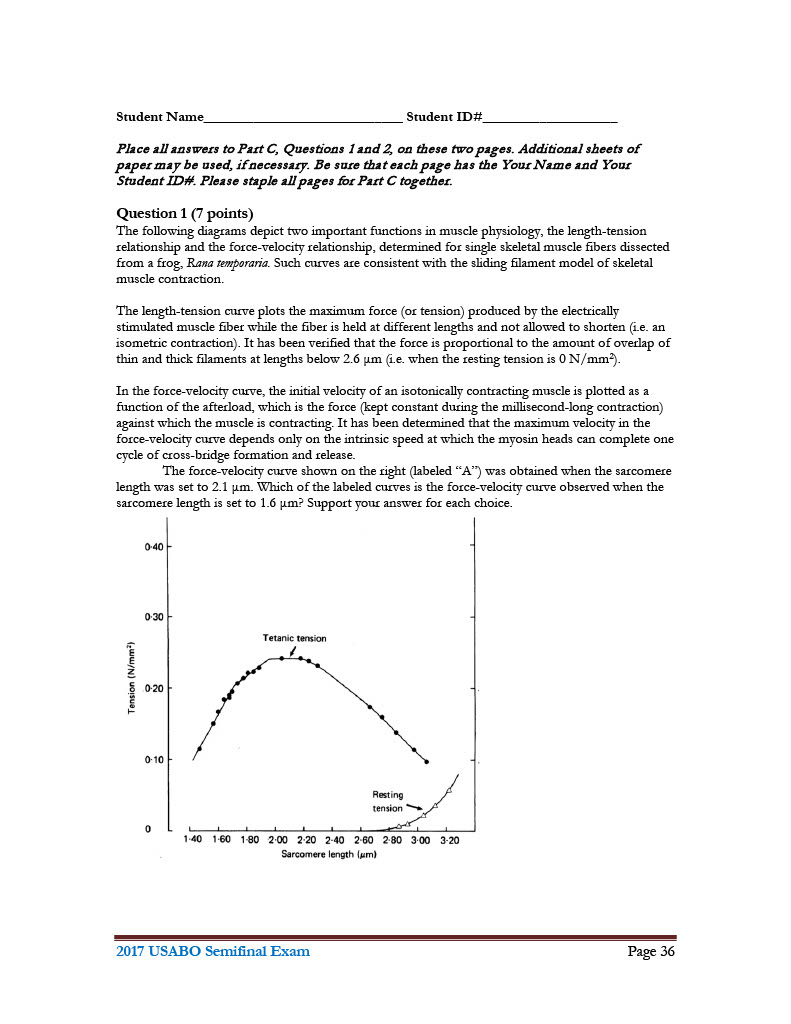 Student Name____________________________ Student ID#___________________
Place all answers to Part C, Questions 1 and 2, on these two pages. Additional sheets of
paper may be used, if necessary. Be sure that each page has the Your Name and Your
Student ID#. Please staple all pages for Part C together.
Question 1 (7 points)
The following diagrams depict two important functions in muscle physiology, the length-tension
relationship and the force-velocity relationship, determined for single skeletal muscle fibers dissected
from a frog, Rana temporaria. Such curves are consistent with the sliding filament model of skeletal
muscle contraction.
The length-tension curve plots the maximum force (or tension) produced by the electrically
stimulated muscle fiber while the fiber is held at different lengths and not allowed to shorten (i.e. an
isometric contraction). It has been verified that the force is proportional to the amount of overlap of
thin and thick filaments at lengths below 2.6 μm (i.e. when the resting tension is 0 N/mm²).
In the force-velocity curve, the initial velocity of an isotonically contracting muscle is plotted as a
function of the afterload, which is the force (kept constant during the millisecond-long contraction)
against which the muscle is contracting. It has been determined that the maximum velocity in the
force-velocity curve depends only on the intrinsic speed at which the myosin heads can complete one
cycle of cross-bridge formation and release.
The force-velocity curve shown on the right (labeled “A”) was obtained when the sarcomere
length was set to 2.1 μm. Which of the labeled curves is the force-velocity curve observed when the
sarcomere length is set to 1.6 μm? Support your answer for each choice.
0·40
0·30
Tetanic tension
Tension (N/mm²)
0·20
0·10
Resting
tension
0
1·40 1·60 1·80 2·00 2·20 2·40 2·60 2·80 3·00 3·20
Sarcomere length (μm)
2017 USABO Semifinal Exam Page 36